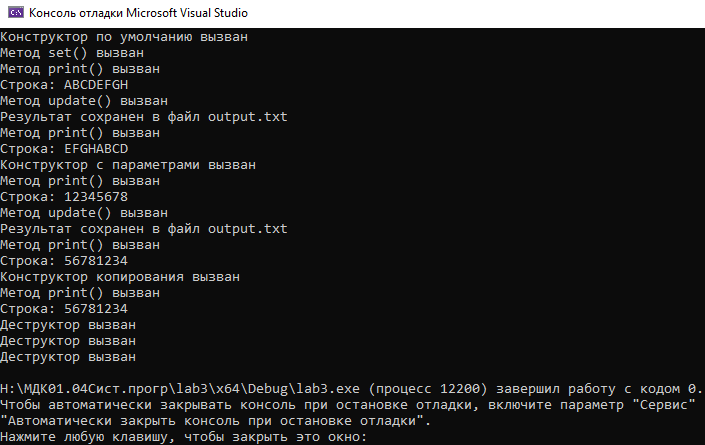 Консоль отладки Microsoft Visual Studio
Конструктор по умолчанию вызван
Метод set() вызван
Метод print() вызван
Строка: ABCDEFGH
Метод update() вызван
Результат сохранен в файл output.txt
Метод print() вызван
Строка: EFGHABCD
Конструктор с параметрами вызван
Метод print() вызван
Строка: 12345678
Метод update() вызван
Результат сохранен в файл output.txt
Метод print() вызван
Строка: 56781234
Конструктор копирования вызван
Метод print() вызван
Строка: 56781234
Деструктор вызван
Деструктор вызван
Деструктор вызван
H:\МДК01.04Сист.прогр\lab3\x64\Debug\lab3.exe (процесс 12200) завершил работу с кодом 0.
Чтобы автоматически закрывать консоль при остановке отладки, включите параметр "Сервис"
"Автоматически закрыть консоль при остановке отладки".
Нажмите любую клавишу, чтобы закрыть это окно: